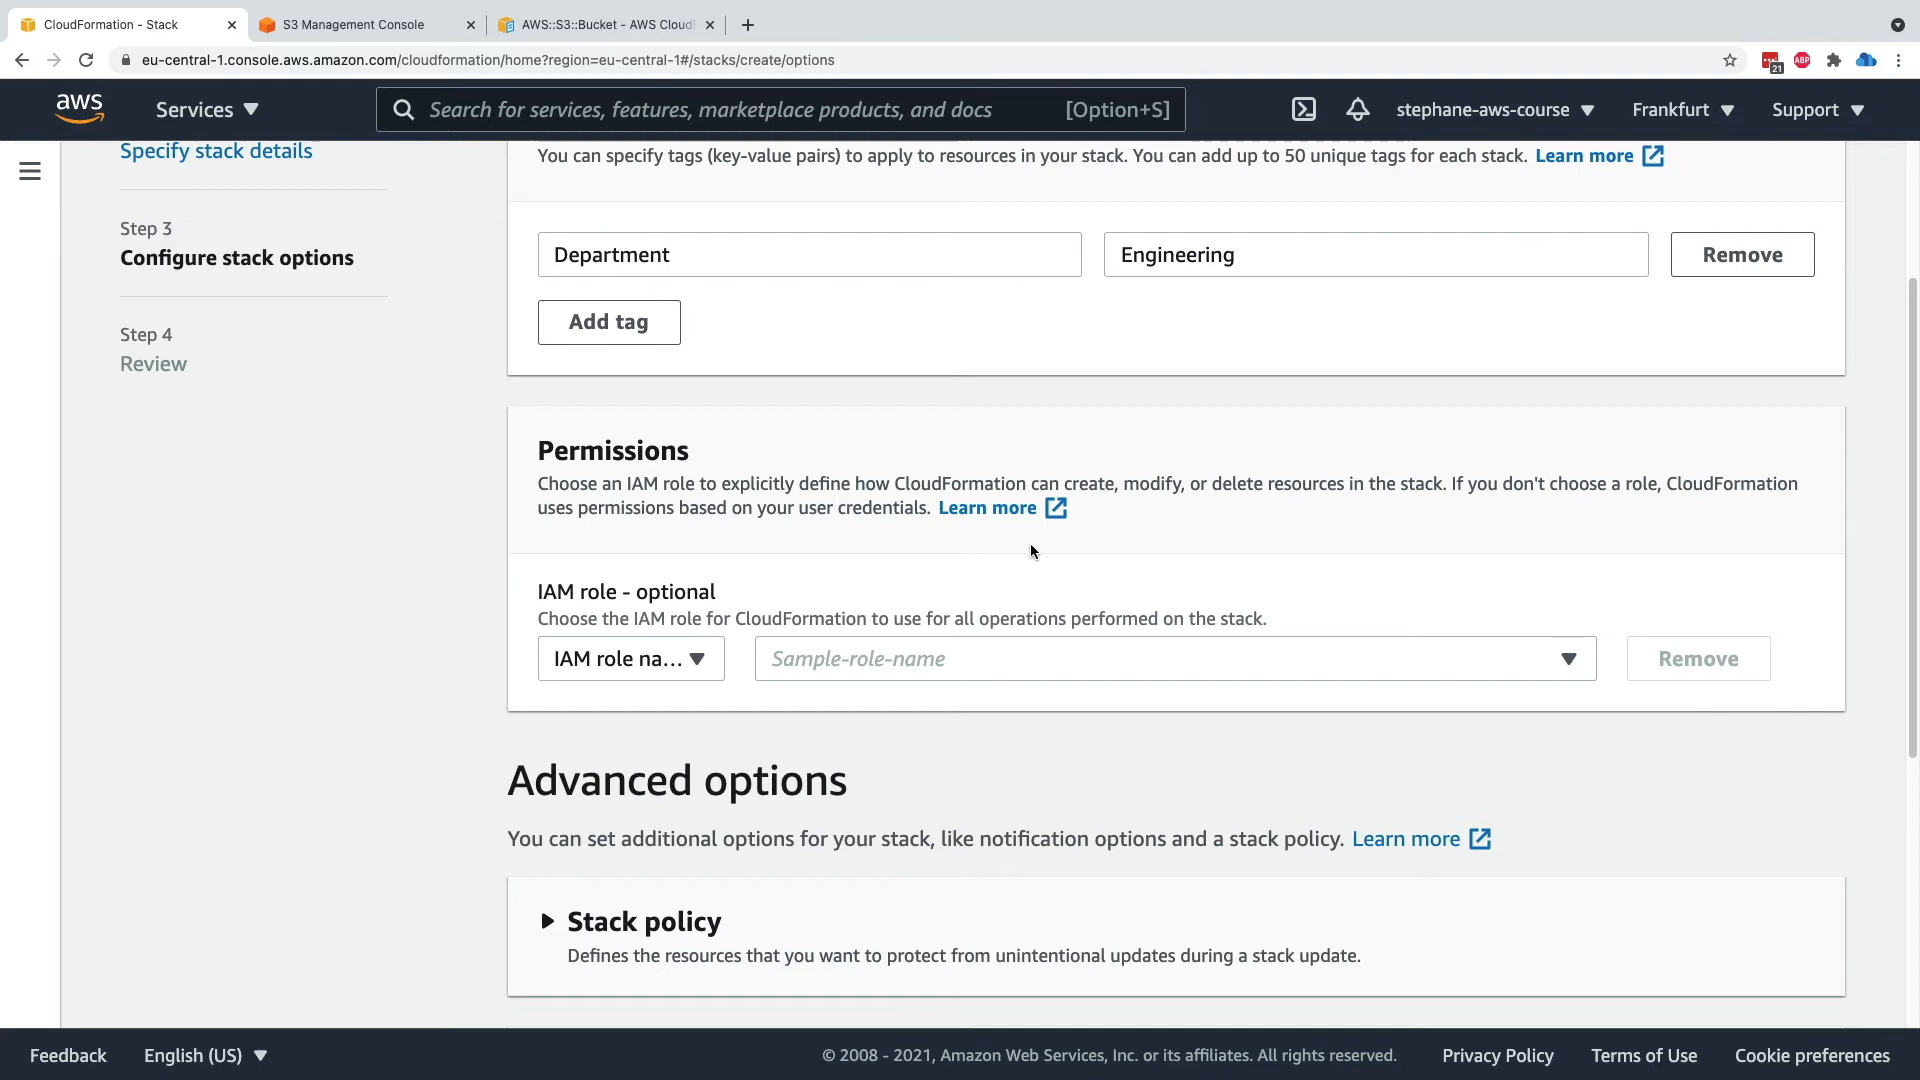 CloudFormation - Stack
S3 Management Console
AWS::S3::Bucket - AWS Cloud
eu-central-1.console.aws.amazon.com/cloudformation/home?region=eu-central-1#/stacks/create/options
21
ABP
aws
Services
Search for services, features, marketplace products, and docs
[Option+S]
stephane-aws-course
Frankfurt
Support
Specify stack details
Step 3
Configure stack options
Step 4
Review
You can specify tags (key-value pairs) to apply to resources in your stack. You can add up to 50 unique tags for each stack. Learn more
Department
Engineering
Remove
Add tag
Permissions
Choose an IAM role to explicitly define how CloudFormation can create, modify, or delete resources in the stack. If you don't choose a role, CloudFormation
uses permissions based on your user credentials. Learn more
IAM role - optional
Choose the IAM role for CloudFormation to use for all operations performed on the stack.
IAM role na...
Sample-role-name
Remove
Advanced options
You can set additional options for your stack, like notification options and a stack policy. Learn more
Stack policy
Defines the resources that you want to protect from unintentional updates during a stack update.
Feedback
English (US)
© 2008 - 2021, Amazon Web Services, Inc. or its affiliates. All rights reserved.
Privacy Policy
Terms of Use
Cookie preferences